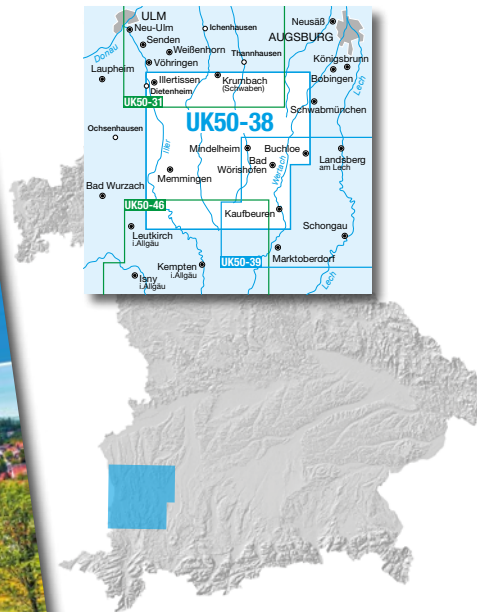 ULM
Neu-Ulm
Ichenhausen
Neusäß
AUGSBURG
Senden
Donau
Weißenhorn
Thannhausen
Vöhringen
Königsbrunn
Laupheim
Bobingen
Lech
Illertissen
Krumbach
(Schwaben)
Dietenheim
UK50-31
Schwabmünchen
UK50-38
Ochsenhausen
Iller
Mindelheim
Buchloe
Bad
Wörishofen
Wertach
Landsberg
am Lech
Memmingen
Bad Wurzach
UK50-46
Kaufbeuren
Leutkirch
i.Allgäu
Schongau
Marktoberdorf
UK50-39
Kempten
i.Allgäu
Isny
i.Allgäu
Lech